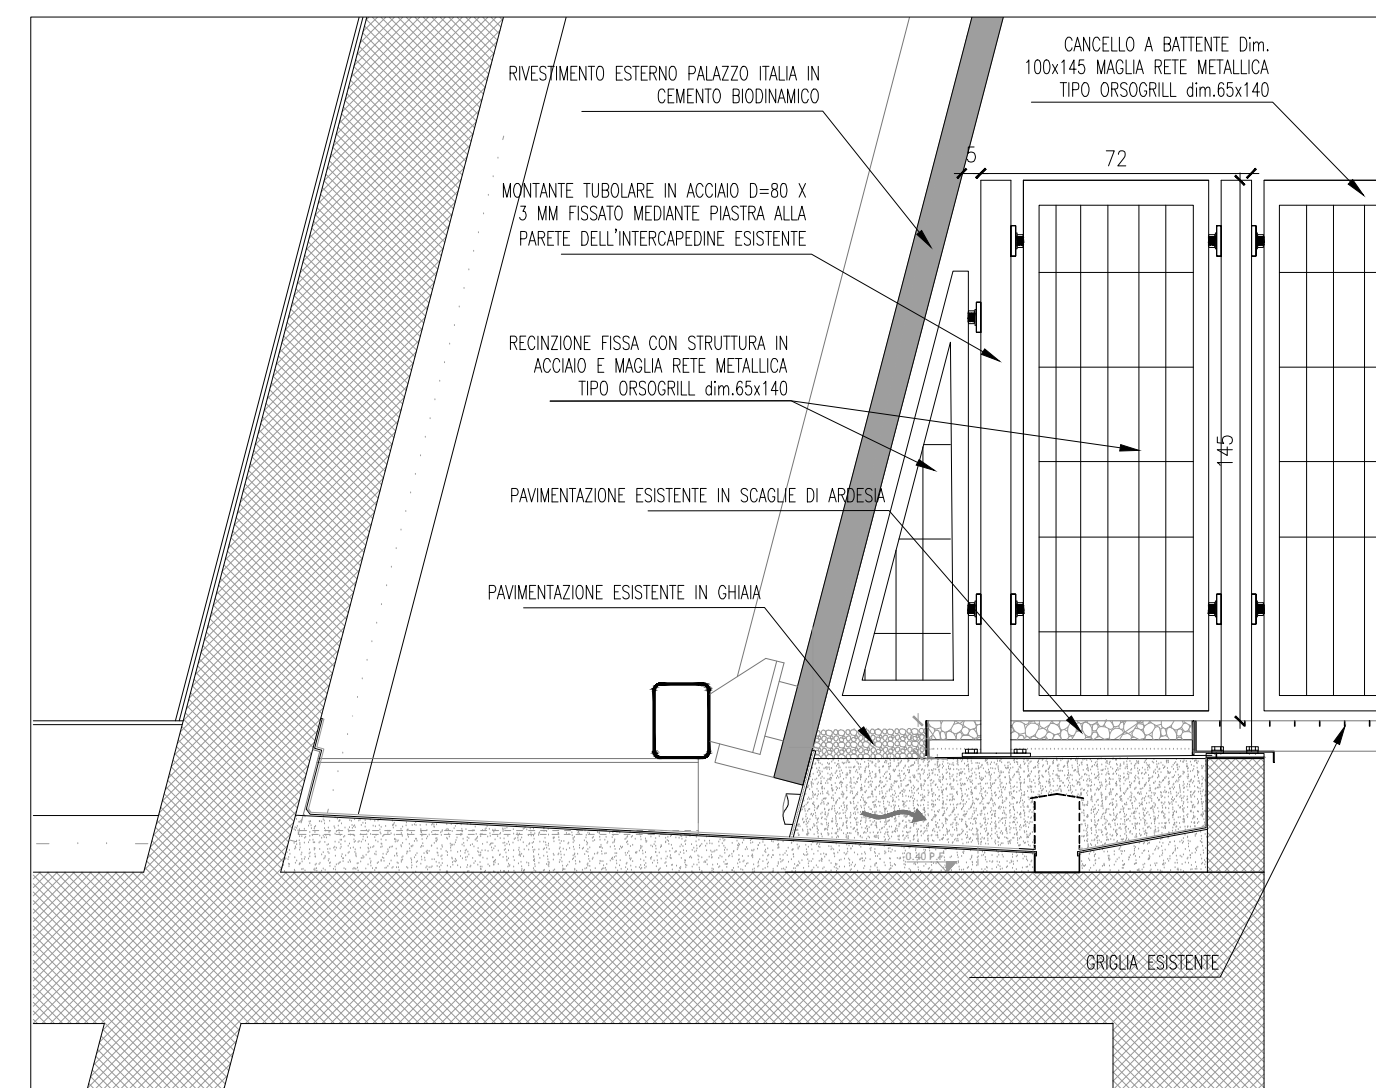 RIVESTIMENTO ESTERNO PALAZZO ITALIA IN
CEMENTO BIODINAMICO
CANCELLO A BATTENTE Dim.
100x145 MAGLIA RETE METALLICA
TIPO ORSOGRILL dim.65x140
5
72
MONTANTE TUBOLARE IN ACCIAIO D=80 X
3 MM FISSATO MEDIANTE PIASTRA ALLA
PARETE DELL'INTERCAPEDINE ESISTENTE
RECINZIONE FISSA CON STRUTTURA IN
ACCIAIO E MAGLIA RETE METALLICA
TIPO ORSOGRILL dim.65x140
145
PAVIMENTAZIONE ESISTENTE IN SCAGLIE DI ARDESIA
PAVIMENTAZIONE ESISTENTE IN GHIAIA
GRIGLIA ESISTENTE